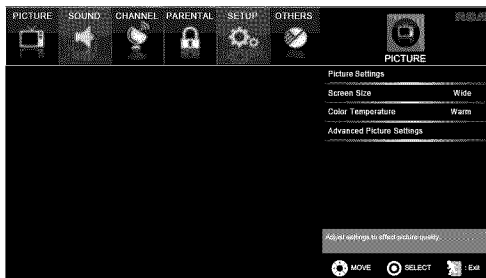 PICTURE SOUND CHANNEL PARENTAL SETUP OTHERS
RCA
PICTURE
Picture Settings
Screen Size Wide
Color Temperature Warm
Advanced Picture Settings
Adjust settings to affect picture quality.
MOVE SELECT : Exit